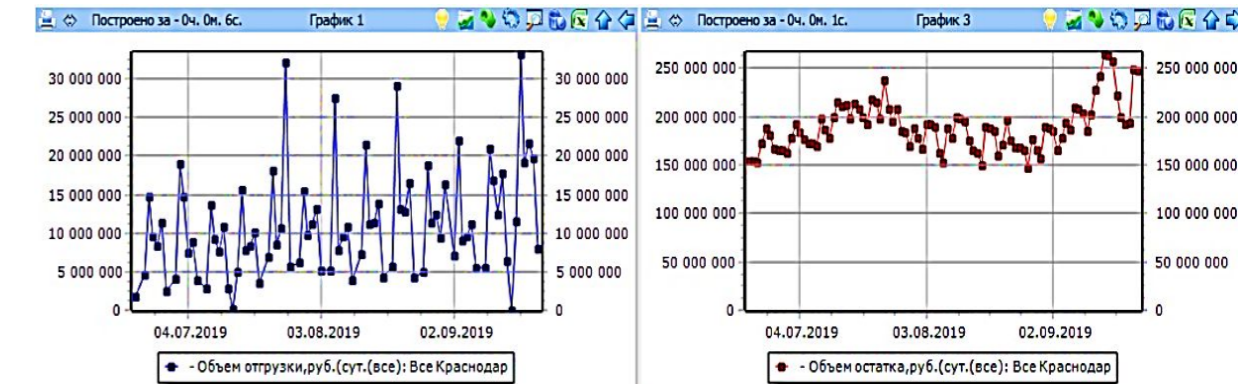 Построено за - 0ч. 0м. 6с. График 1
30 000 000 30 000 000
25 000 000 25 000 000
20 000 000 20 000 000
15 000 000 15 000 000
10 000 000 10 000 000
5 000 000 5 000 000
0 0
04.07.2019 03.08.2019 02.09.2019
- Объем отгрузки,руб.(сут.(все): Все Краснодар
Построено за - 0ч. 0м. 1с. График 3
250 000 000 250 000 000
200 000 000 200 000 000
150 000 000 150 000 000
100 000 000 100 000 000
50 000 000 50 000 000
0 0
04.07.2019 03.08.2019 02.09.2019
- Объем остатка,руб.(сут.(все): Все Краснодар